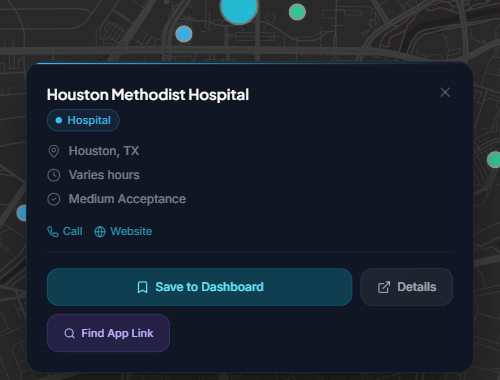 Houston Methodist Hospital
Hospital
Houston, TX
Varies hours
Medium Acceptance
Call Website
Save to Dashboard Details
Find App Link